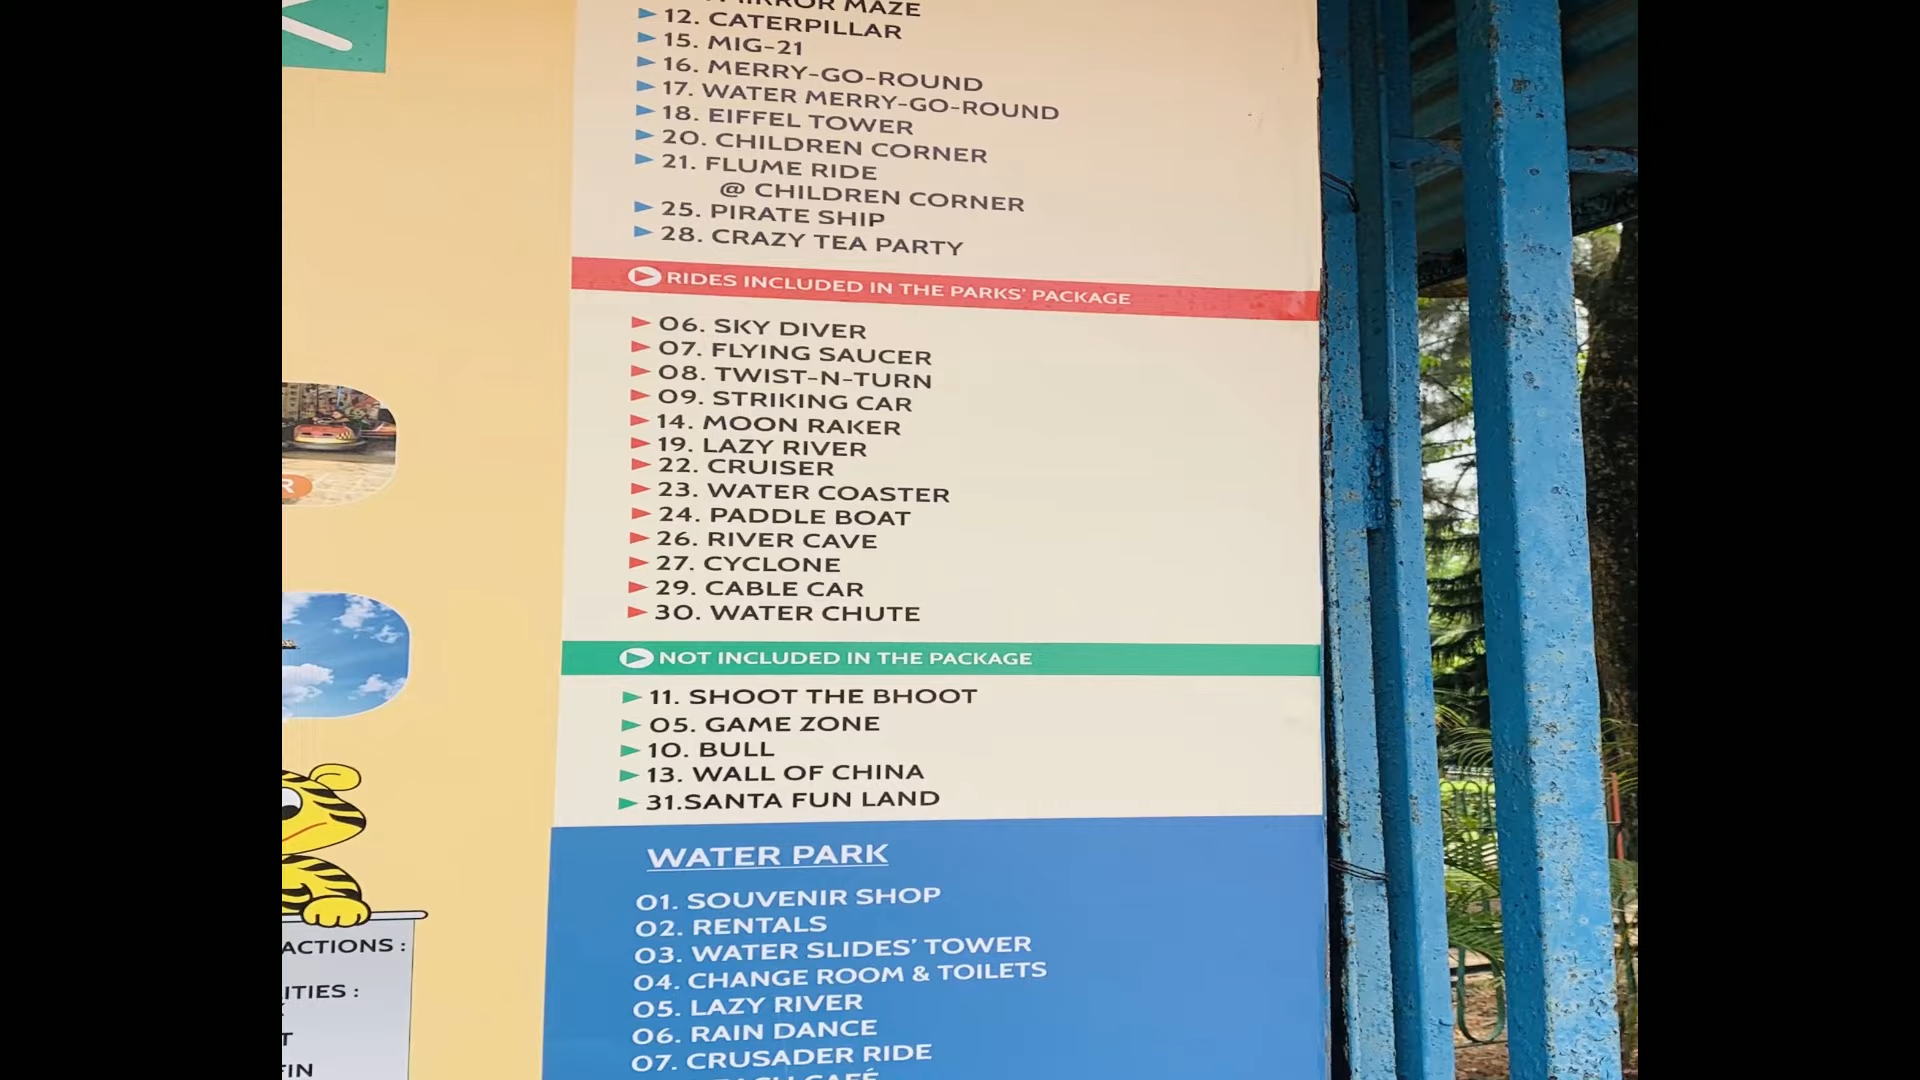 MIRROR MAZE
12. CATERPILLAR
15. MIG-21
16. MERRY-GO-ROUND
17. WATER MERRY-GO-ROUND
18. EIFFEL TOWER
20. CHILDREN CORNER
21. FLUME RIDE
@ CHILDREN CORNER
25. PIRATE SHIP
28. CRAZY TEA PARTY
RIDES INCLUDED IN THE PARKS' PACKAGE
06. SKY DIVER
07. FLYING SAUCER
08. TWIST-N-TURN
09. STRIKING CAR
14. MOON RAKER
19. LAZY RIVER
22. CRUISER
23. WATER COASTER
24. PADDLE BOAT
26. RIVER CAVE
27. CYCLONE
29. CABLE CAR
30. WATER CHUTE
NOT INCLUDED IN THE PACKAGE
11. SHOOT THE BHOOT
05. GAME ZONE
10. BULL
13. WALL OF CHINA
31.SANTA FUN LAND
WATER PARK
01. SOUVENIR SHOP
02. RENTALS
03. WATER SLIDES' TOWER
04. CHANGE ROOM & TOILETS
05. LAZY RIVER
06. RAIN DANCE
07. CRUSADER RIDE
CAFÉ
R
ACTIONS :
ITIES :
T
FIN